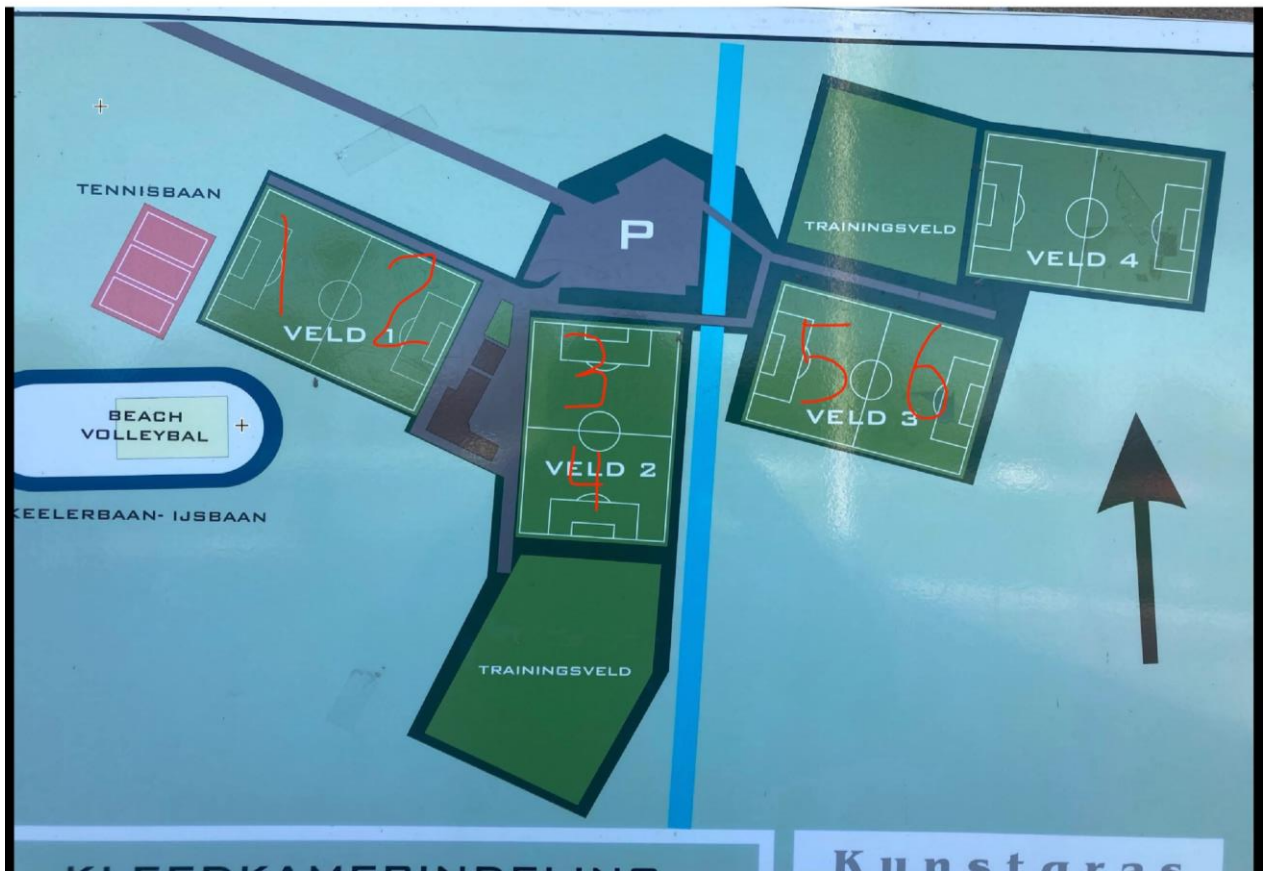 P
TENNISBAAN
TRAININGSVELD
VELD 4
1 2
VELD 1
3
5 6
VELD 3
BEACH
VOLLEYBAL
VELD 2
4
KEELERBAAN- IJSBAAN
TRAININGSVELD
KLEEDKAMERINDELING
Kunstgras